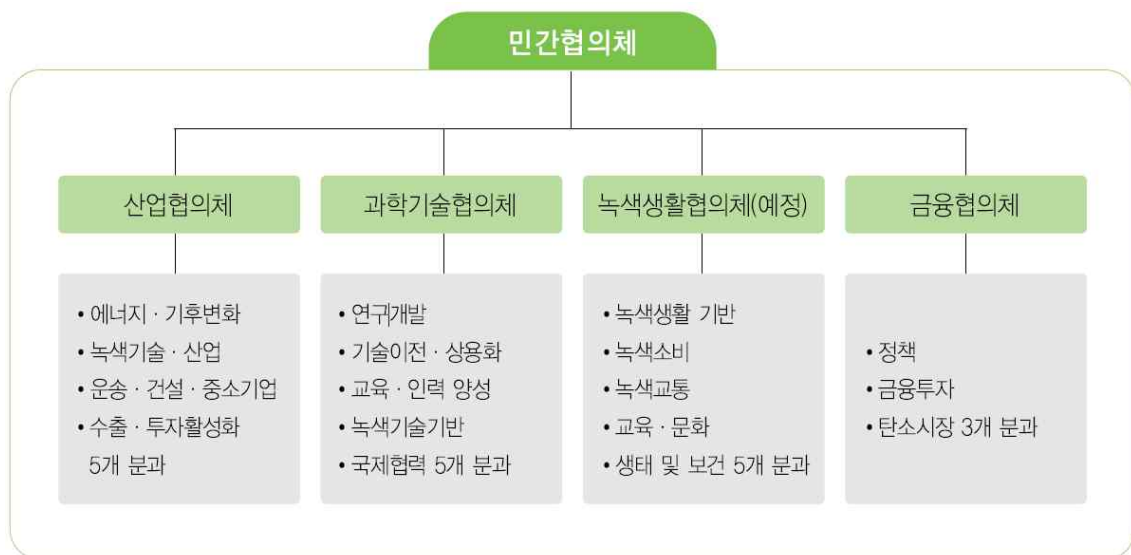 민간협의체
산업협의체
과학기술협의체
녹색생활협의체(예정)
금융협의체
• 에너지 · 기후변화
• 녹색기술 · 산업
• 운송 · 건설 · 중소기업
• 수출 · 투자활성화
5개 분과
• 연구개발
• 기술이전 · 상용화
• 교육 · 인력 양성
• 녹색기술기반
• 국제협력 5개 분과
• 녹색생활 기반
• 녹색소비
• 녹색교통
• 교육 · 문화
• 생태 및 보건 5개 분과
• 정책
• 금융투자
• 탄소시장 3개 분과